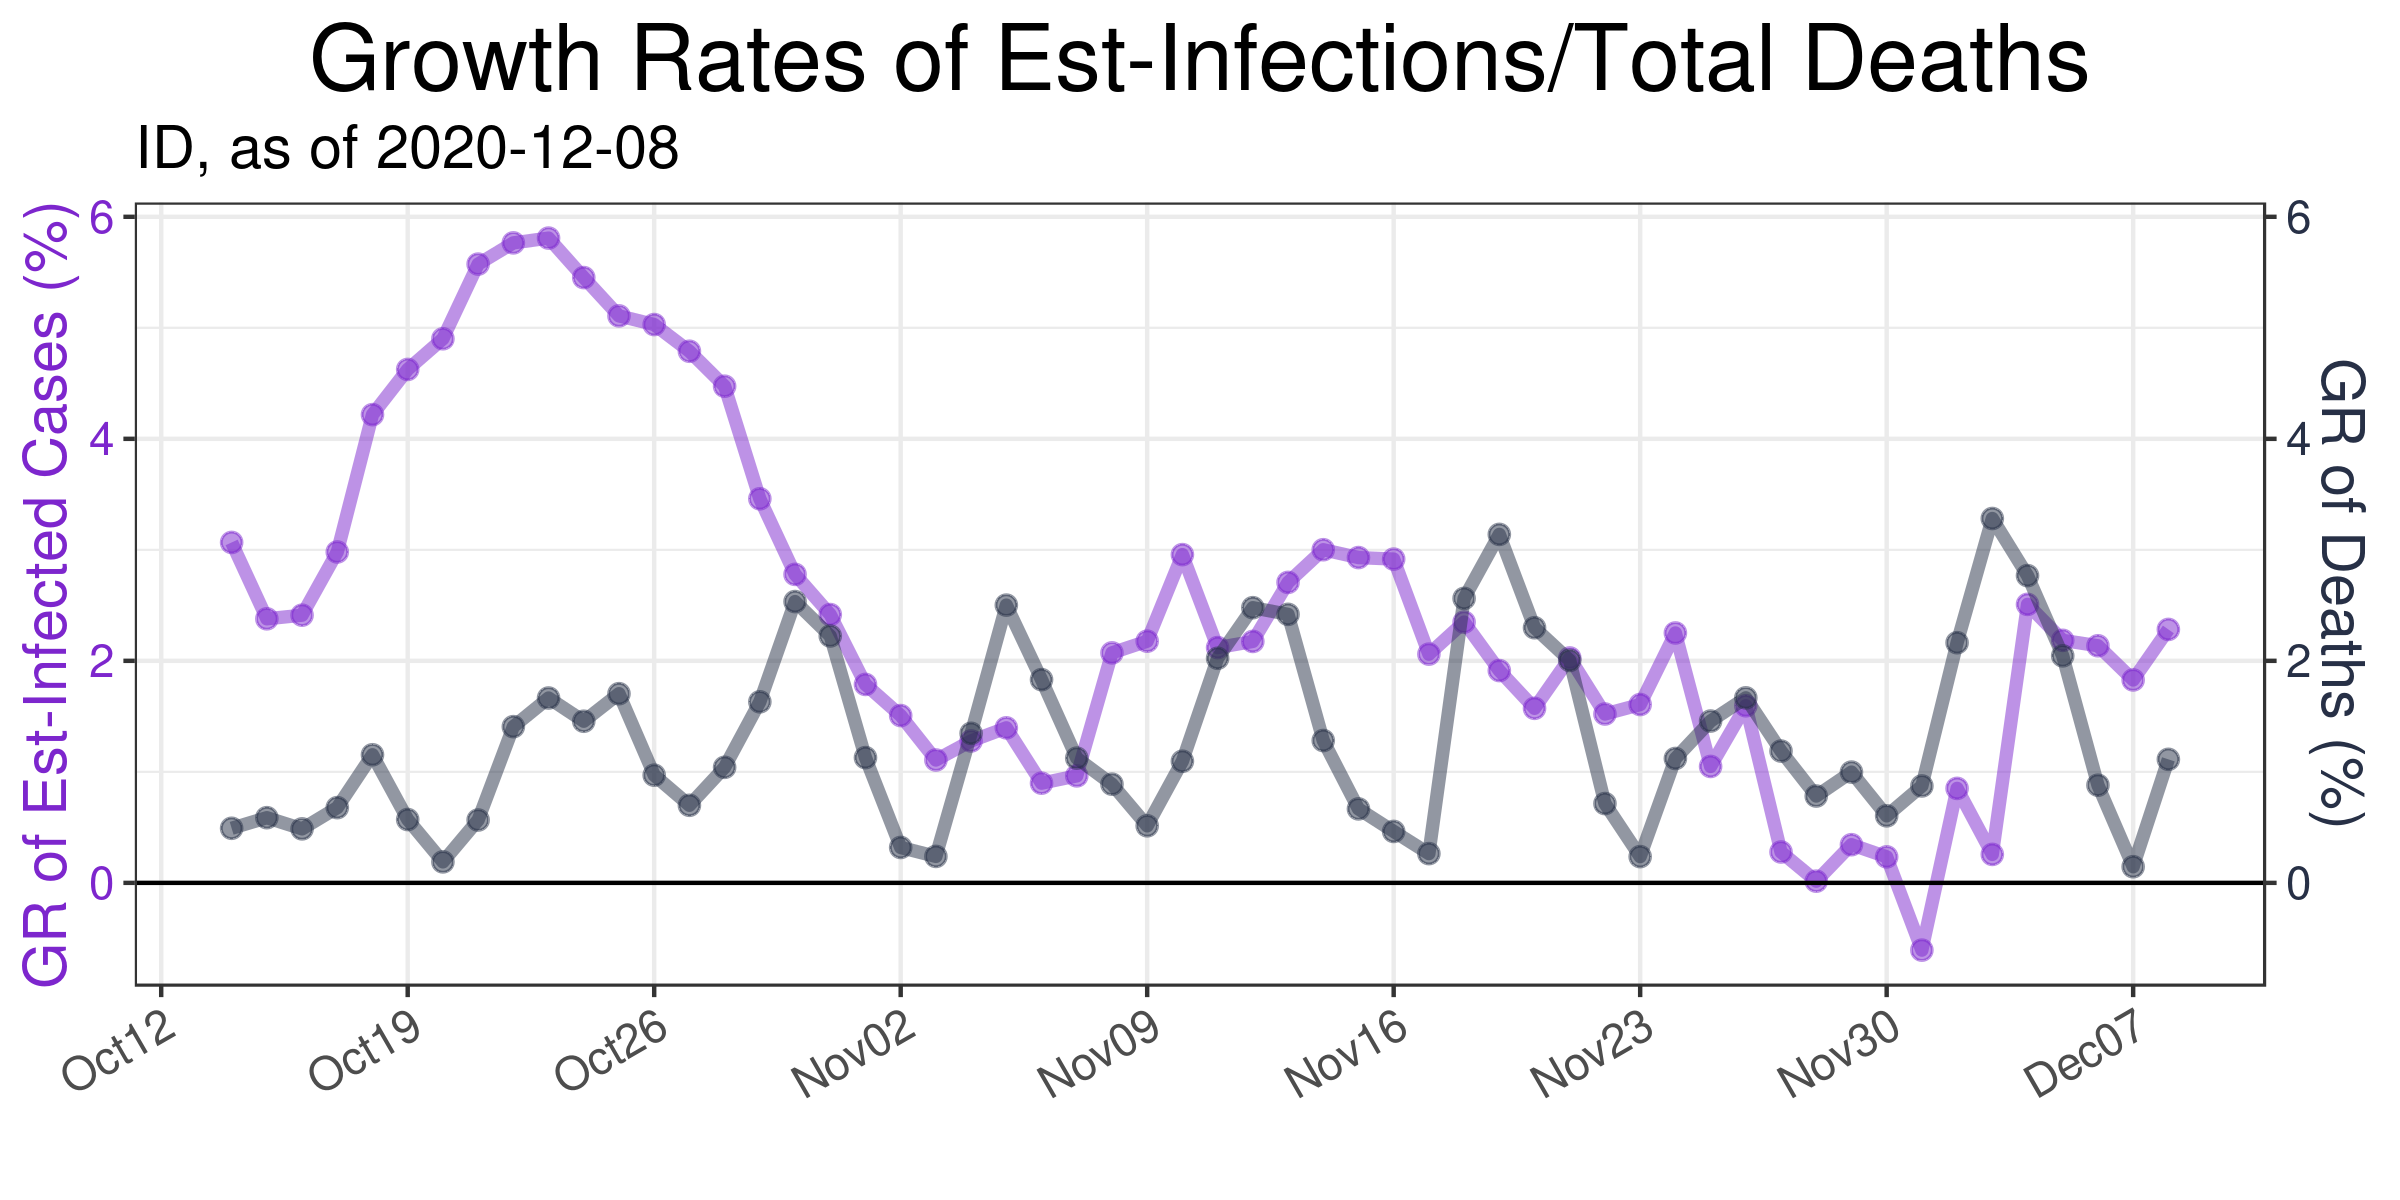 Growth Rates of Est-Infections/Total Deaths
ID, as of 2020-12-08
GR of Est-Infected Cases (%)
6
4
2
0
6
4
2
0
GR of Deaths (%)
Oct12
Oct19
Oct26
Nov02
Nov09
Nov16
Nov23
Nov30
Dec07